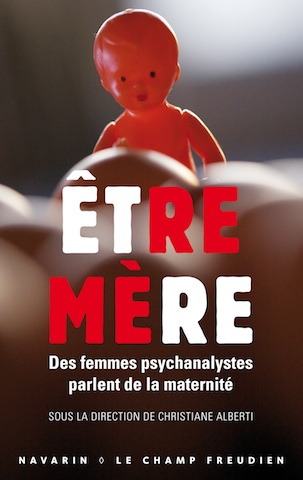 ÊTRE
MÈRE
Des femmes psychanalystes
parlent de la maternité
SOUS LA DIRECTION DE CHRISTIANE ALBERTI
NAVARIN ◊ LE CHAMP FREUDIEN